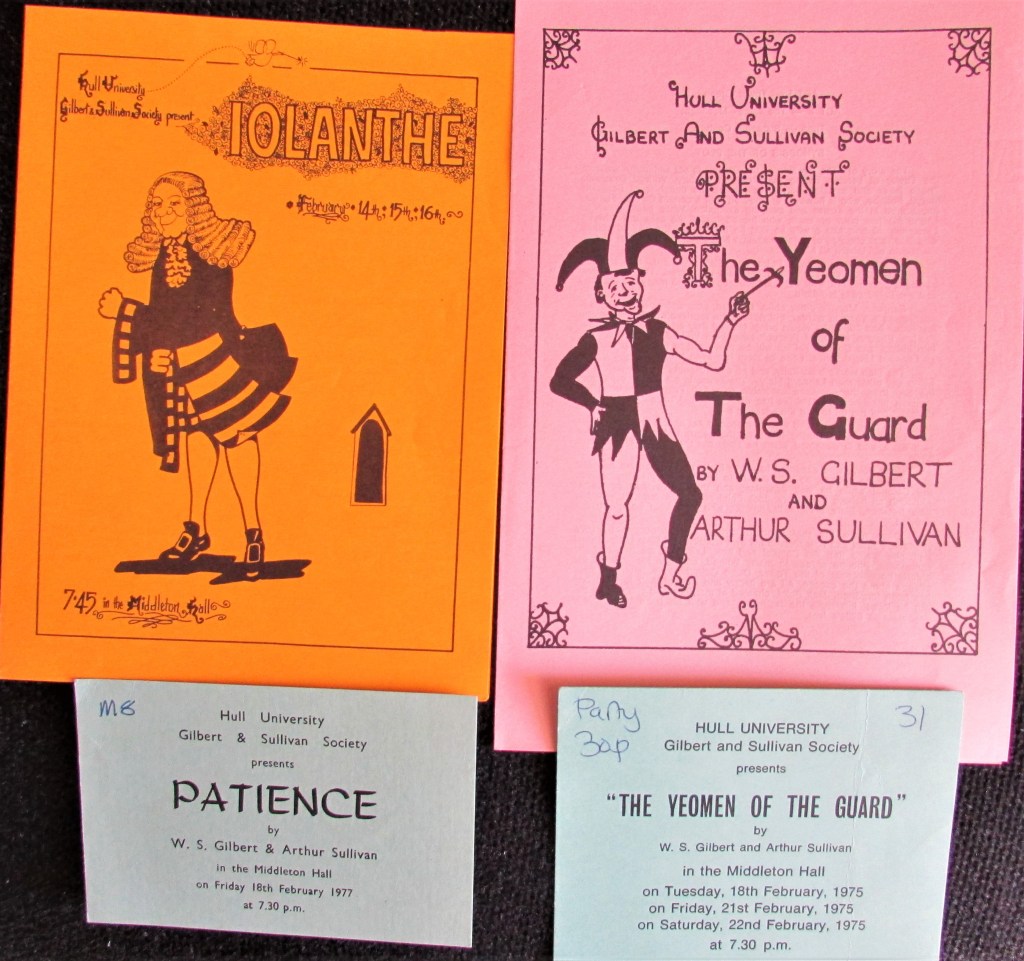 Hull University
Gilbert & Sullivan Society present
IOLANTHE
February 14th: 15th: 16th.
7·45 in the Middleton Hall
HULL UNIVERSITY
GILBERT AND SULLIVAN SOCIETY
PRESENT
The Yeomen
of
The Guard
BY W. S. GILBERT
AND
ARTHUR SULLIVAN
M8
Hull University
Gilbert & Sullivan Society
presents
PATIENCE
by
W. S. Gilbert & Arthur Sullivan
in the Middleton Hall
on Friday 18th February 1977
at 7.30 p.m.
Party
30p
31
HULL UNIVERSITY
Gilbert and Sullivan Society
presents
"THE YEOMEN OF THE GUARD"
by
W. S. Gilbert and Arthur Sullivan
in the Middleton Hall
on Tuesday, 18th February, 1975
on Friday, 21st February, 1975
on Saturday, 22nd February, 1975
at 7.30 p.m.